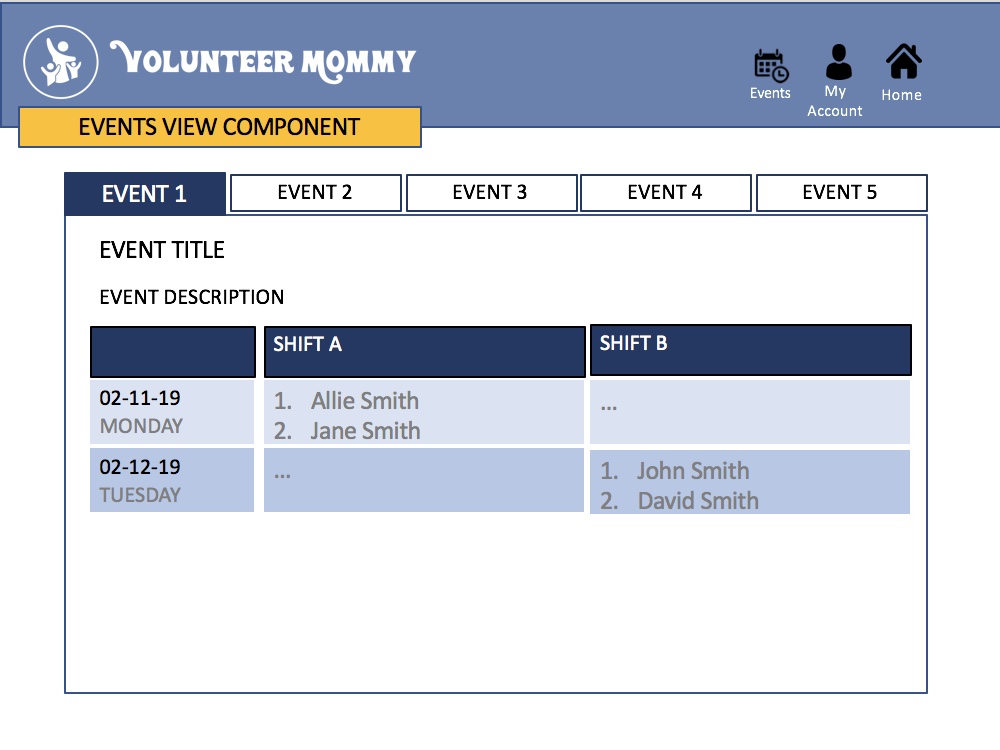 VOLUNTEER MOMMY
Events
My
Account
Home
EVENTS VIEW COMPONENT
EVENT 1
EVENT 2
EVENT 3
EVENT 4
EVENT 5
EVENT TITLE
EVENT DESCRIPTION
SHIFT A
SHIFT B
02-11-19
MONDAY
1. Allie Smith
2. Jane Smith
...
02-12-19
TUESDAY
...
1. John Smith
2. David Smith